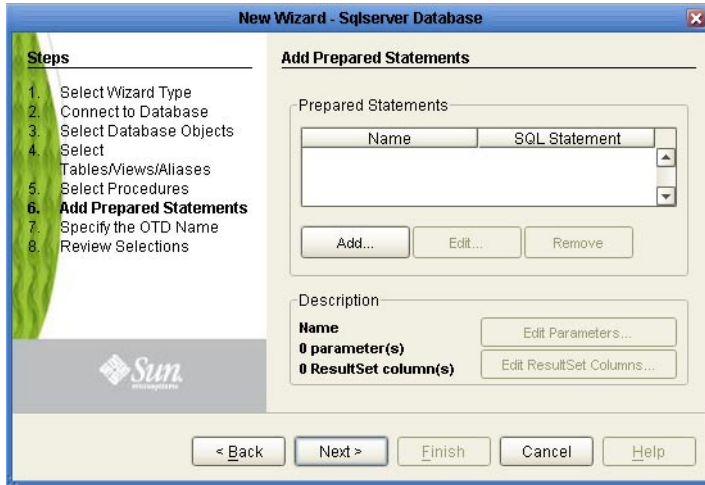 New Wizard - Sqlserver Database
Steps
1. Select Wizard Type
2. Connect to Database
3. Select Database Objects
4. Select
Tables/Views/Aliases
5. Select Procedures
6. Add Prepared Statements
7. Specify the OTD Name
8. Review Selections
Sun
microsystems
Add Prepared Statements
Prepared Statements
Name SQL Statement
Add... Edit... Remove
Description
Name
0 parameter(s)
0 ResultSet column(s)
Edit Parameters...
Edit ResultSet Columns...
< Back Next > Finish Cancel Help